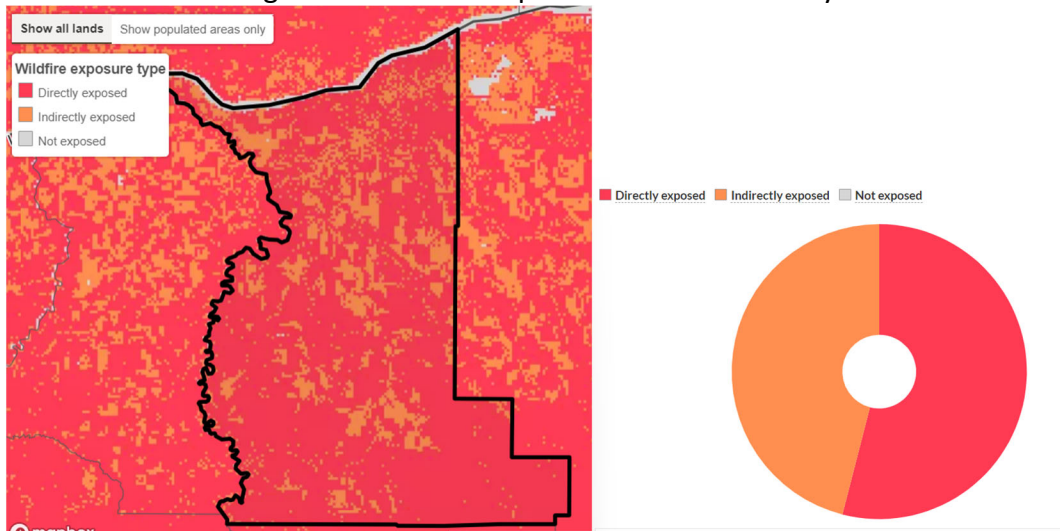 Show all lands Show populated areas only
Wildfire exposure type
Directly exposed
Indirectly exposed
Not exposed
Directly exposed Indirectly exposed Not exposed